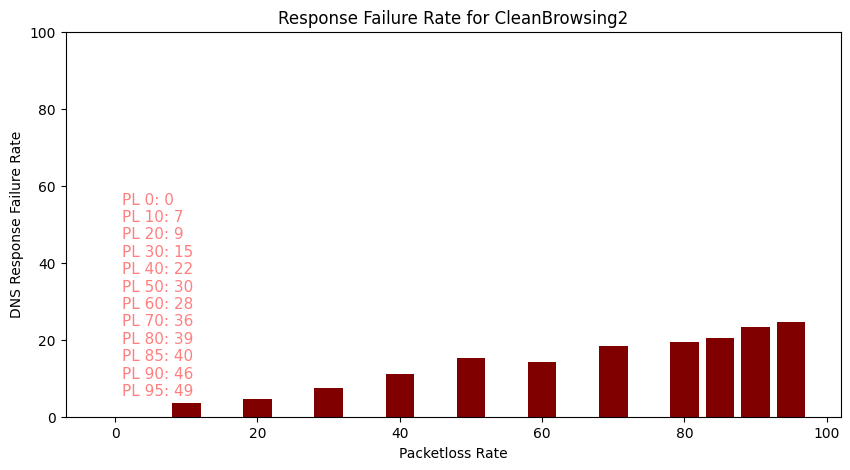 Response Failure Rate for CleanBrowsing2
100
80
60
40
20
0
DNS Response Failure Rate
PL 0: 0
PL 10: 7
PL 20: 9
PL 30: 15
PL 40: 22
PL 50: 30
PL 60: 28
PL 70: 36
PL 80: 39
PL 85: 40
PL 90: 46
PL 95: 49
0 20 40 60 80 100
Packetloss Rate